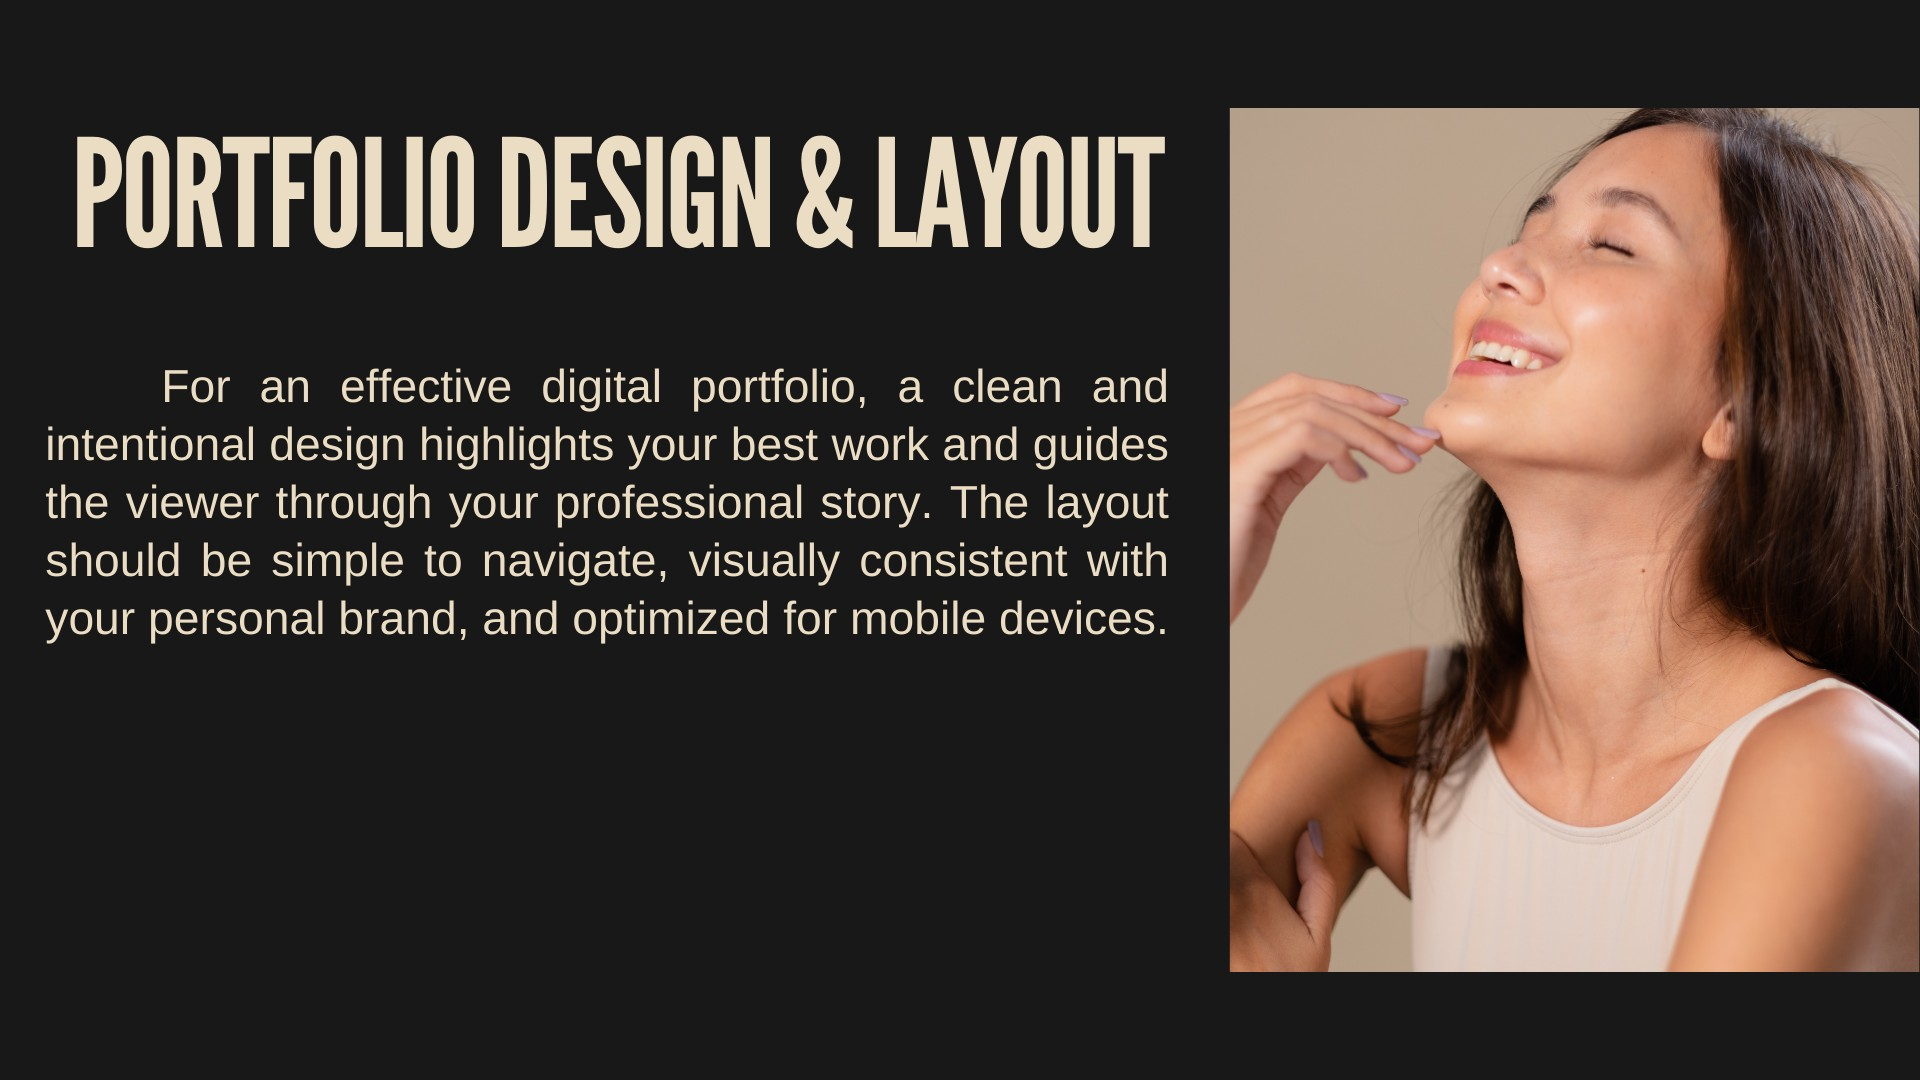 PORTFOLIO DESIGN & LAYOUT
For an effective digital portfolio, a clean and
intentional design highlights your best work and guides
the viewer through your professional story. The layout
should be simple to navigate, visually consistent with
your personal brand, and optimized for mobile devices.